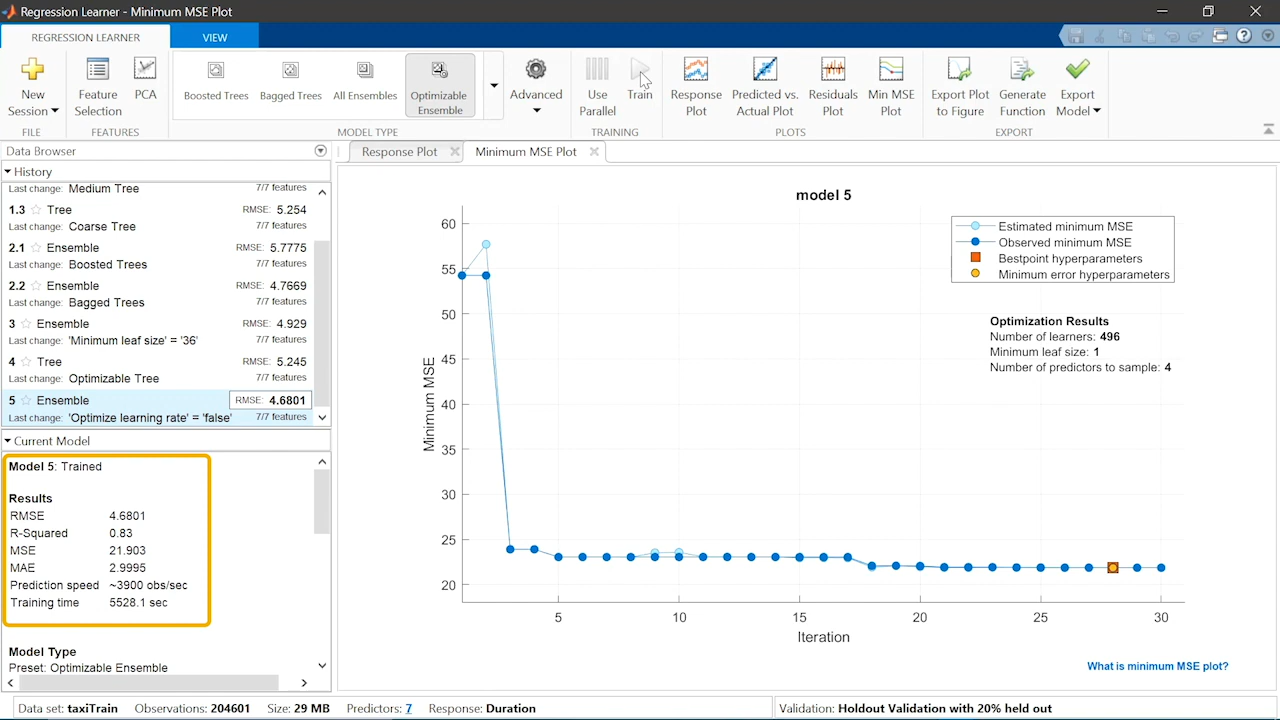 Regression Learner - Minimum MSE Plot
REGRESSION LEARNER
VIEW
New
Session
FILE
Feature
Selection
PCA
FEATURES
Boosted Trees
Bagged Trees
All Ensembles
Optimizable
Ensemble
MODEL TYPE
Advanced
Use
Parallel
Train
TRAINING
Response
Plot
Predicted vs.
Actual Plot
Residuals
Plot
Min MSE
Plot
PLOTS
Export Plot
to Figure
Generate
Function
Export
Model
EXPORT
Data Browser
History
Last change: Medium Tree 7/7 features
1.3 Tree RMSE: 5.254
Last change: Coarse Tree 7/7 features
2.1 Ensemble RMSE: 5.7775
Last change: Boosted Trees 7/7 features
2.2 Ensemble RMSE: 4.7669
Last change: Bagged Trees 7/7 features
3 Ensemble RMSE: 4.929
Last change: 'Minimum leaf size' = '36' 7/7 features
4 Tree RMSE: 5.245
Last change: Optimizable Tree 7/7 features
5 Ensemble RMSE: 4.6801
Last change: 'Optimize learning rate' = 'false' 7/7 features
Current Model
Model 5: Trained
Results
RMSE 4.6801
R-Squared 0.83
MSE 21.903
MAE 2.9995
Prediction speed ~3900 obs/sec
Training time 5528.1 sec
Model Type
Preset: Optimizable Ensemble
Response Plot
Minimum MSE Plot
model 5
Minimum MSE
60
55
50
45
40
35
30
25
20
5 10 15 20 25 30
Iteration
Estimated minimum MSE
Observed minimum MSE
Bestpoint hyperparameters
Minimum error hyperparameters
Optimization Results
Number of learners: 496
Minimum leaf size: 1
Number of predictors to sample: 4
What is minimum MSE plot?
Data set: taxiTrain Observations: 204601 Size: 29 MB Predictors: 7 Response: Duration
Validation: Holdout Validation with 20% held out